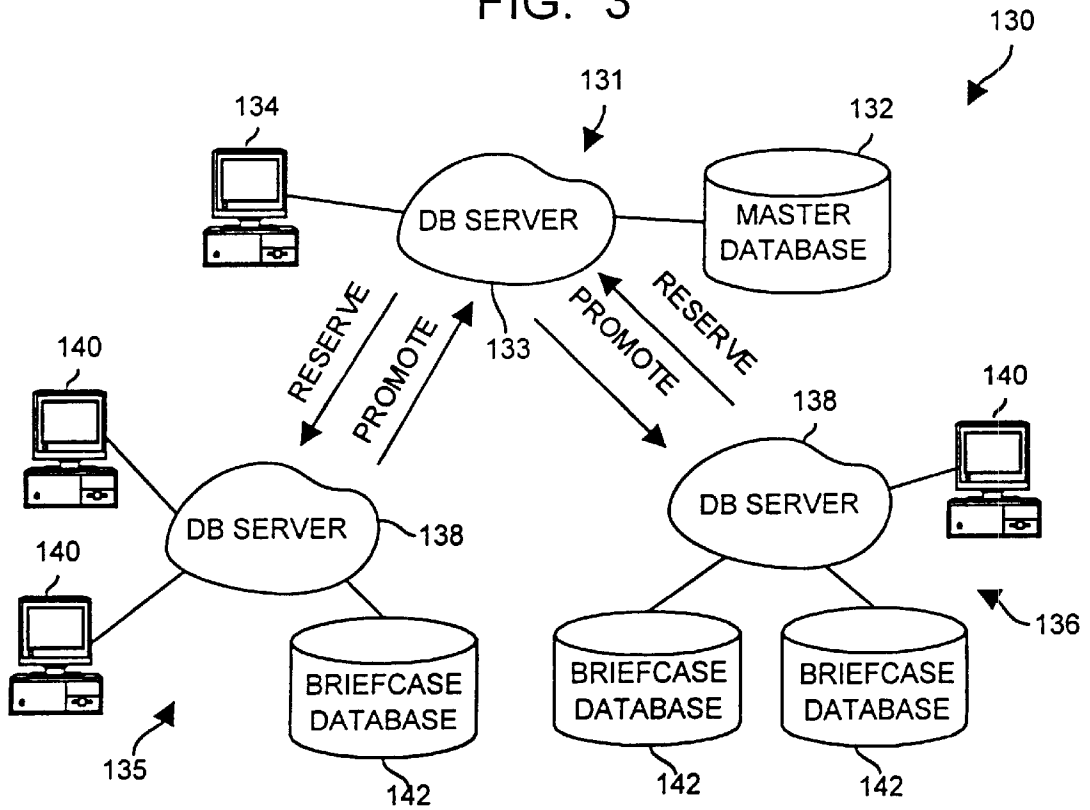 FIG. 3
130
131
134
132
DB SERVER
MASTER
DATABASE
RESERVE
PROMOTE
133
PROMOTE
RESERVE
140
138
140
DB SERVER
138
DB SERVER
140
136
BRIEFCASE
DATABASE
BRIEFCASE
DATABASE
BRIEFCASE
DATABASE
135
142
142
142